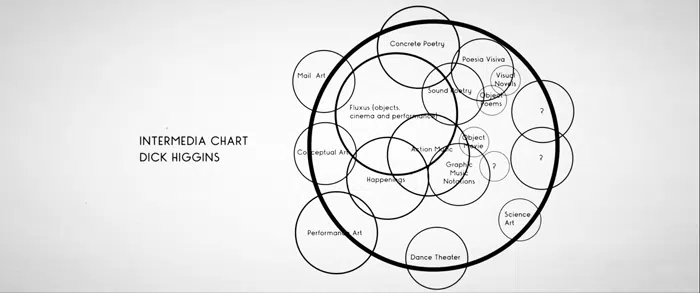 INTERMEDIA CHART
DICK HIGGINS
Concrete Poetry
Poesia Visiva
Mail Art
Visual
Novels
Sound Poetry
Object
Poems
Fluxus (objects,
cinema and performance)
?
Object
Movie
Conceptual Art
Action Music
?
Graphic
Music
Notations
?
Happenings
Science
Art
Performance Art
Dance Theater